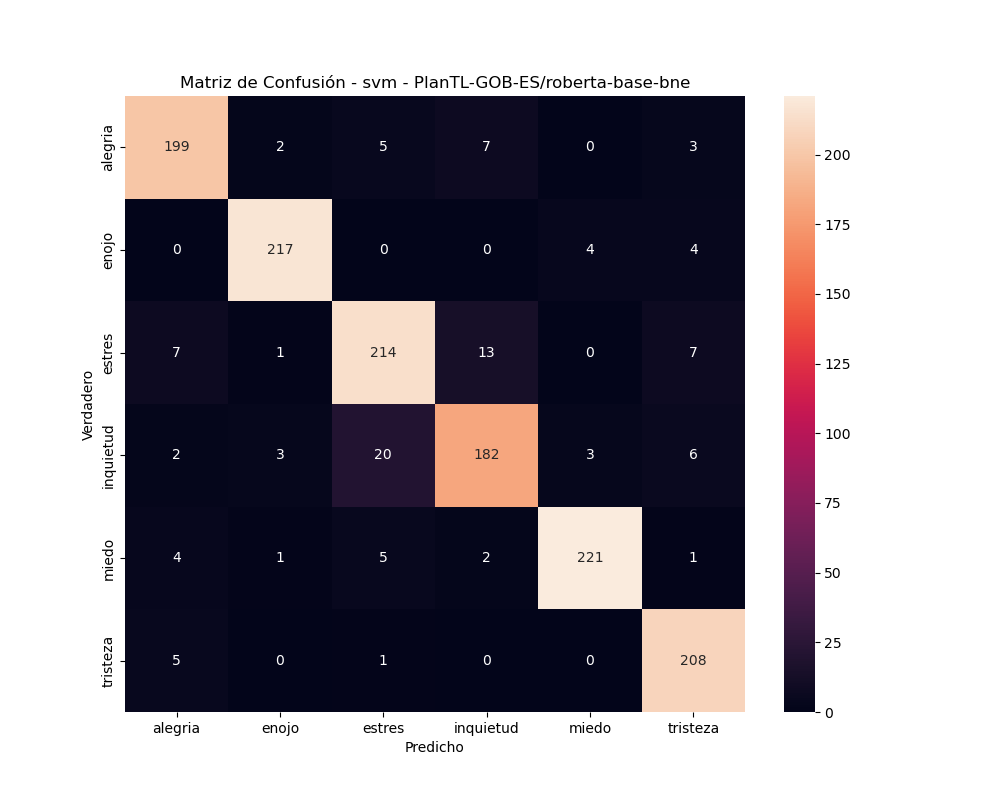 Matriz de Confusión - svm - PlanTL-GOB-ES/roberta-base-bne
alegria 199 2 5 7 0 3
enojo 0 217 0 0 4 4
estres 7 1 214 13 0 7
inquietud 2 3 20 182 3 6
miedo 4 1 5 2 221 1
tristeza 5 0 1 0 0 208
alegria enojo estres inquietud miedo tristeza
Predicho
Verdadero
200
175
150
125
100
75
50
25
0